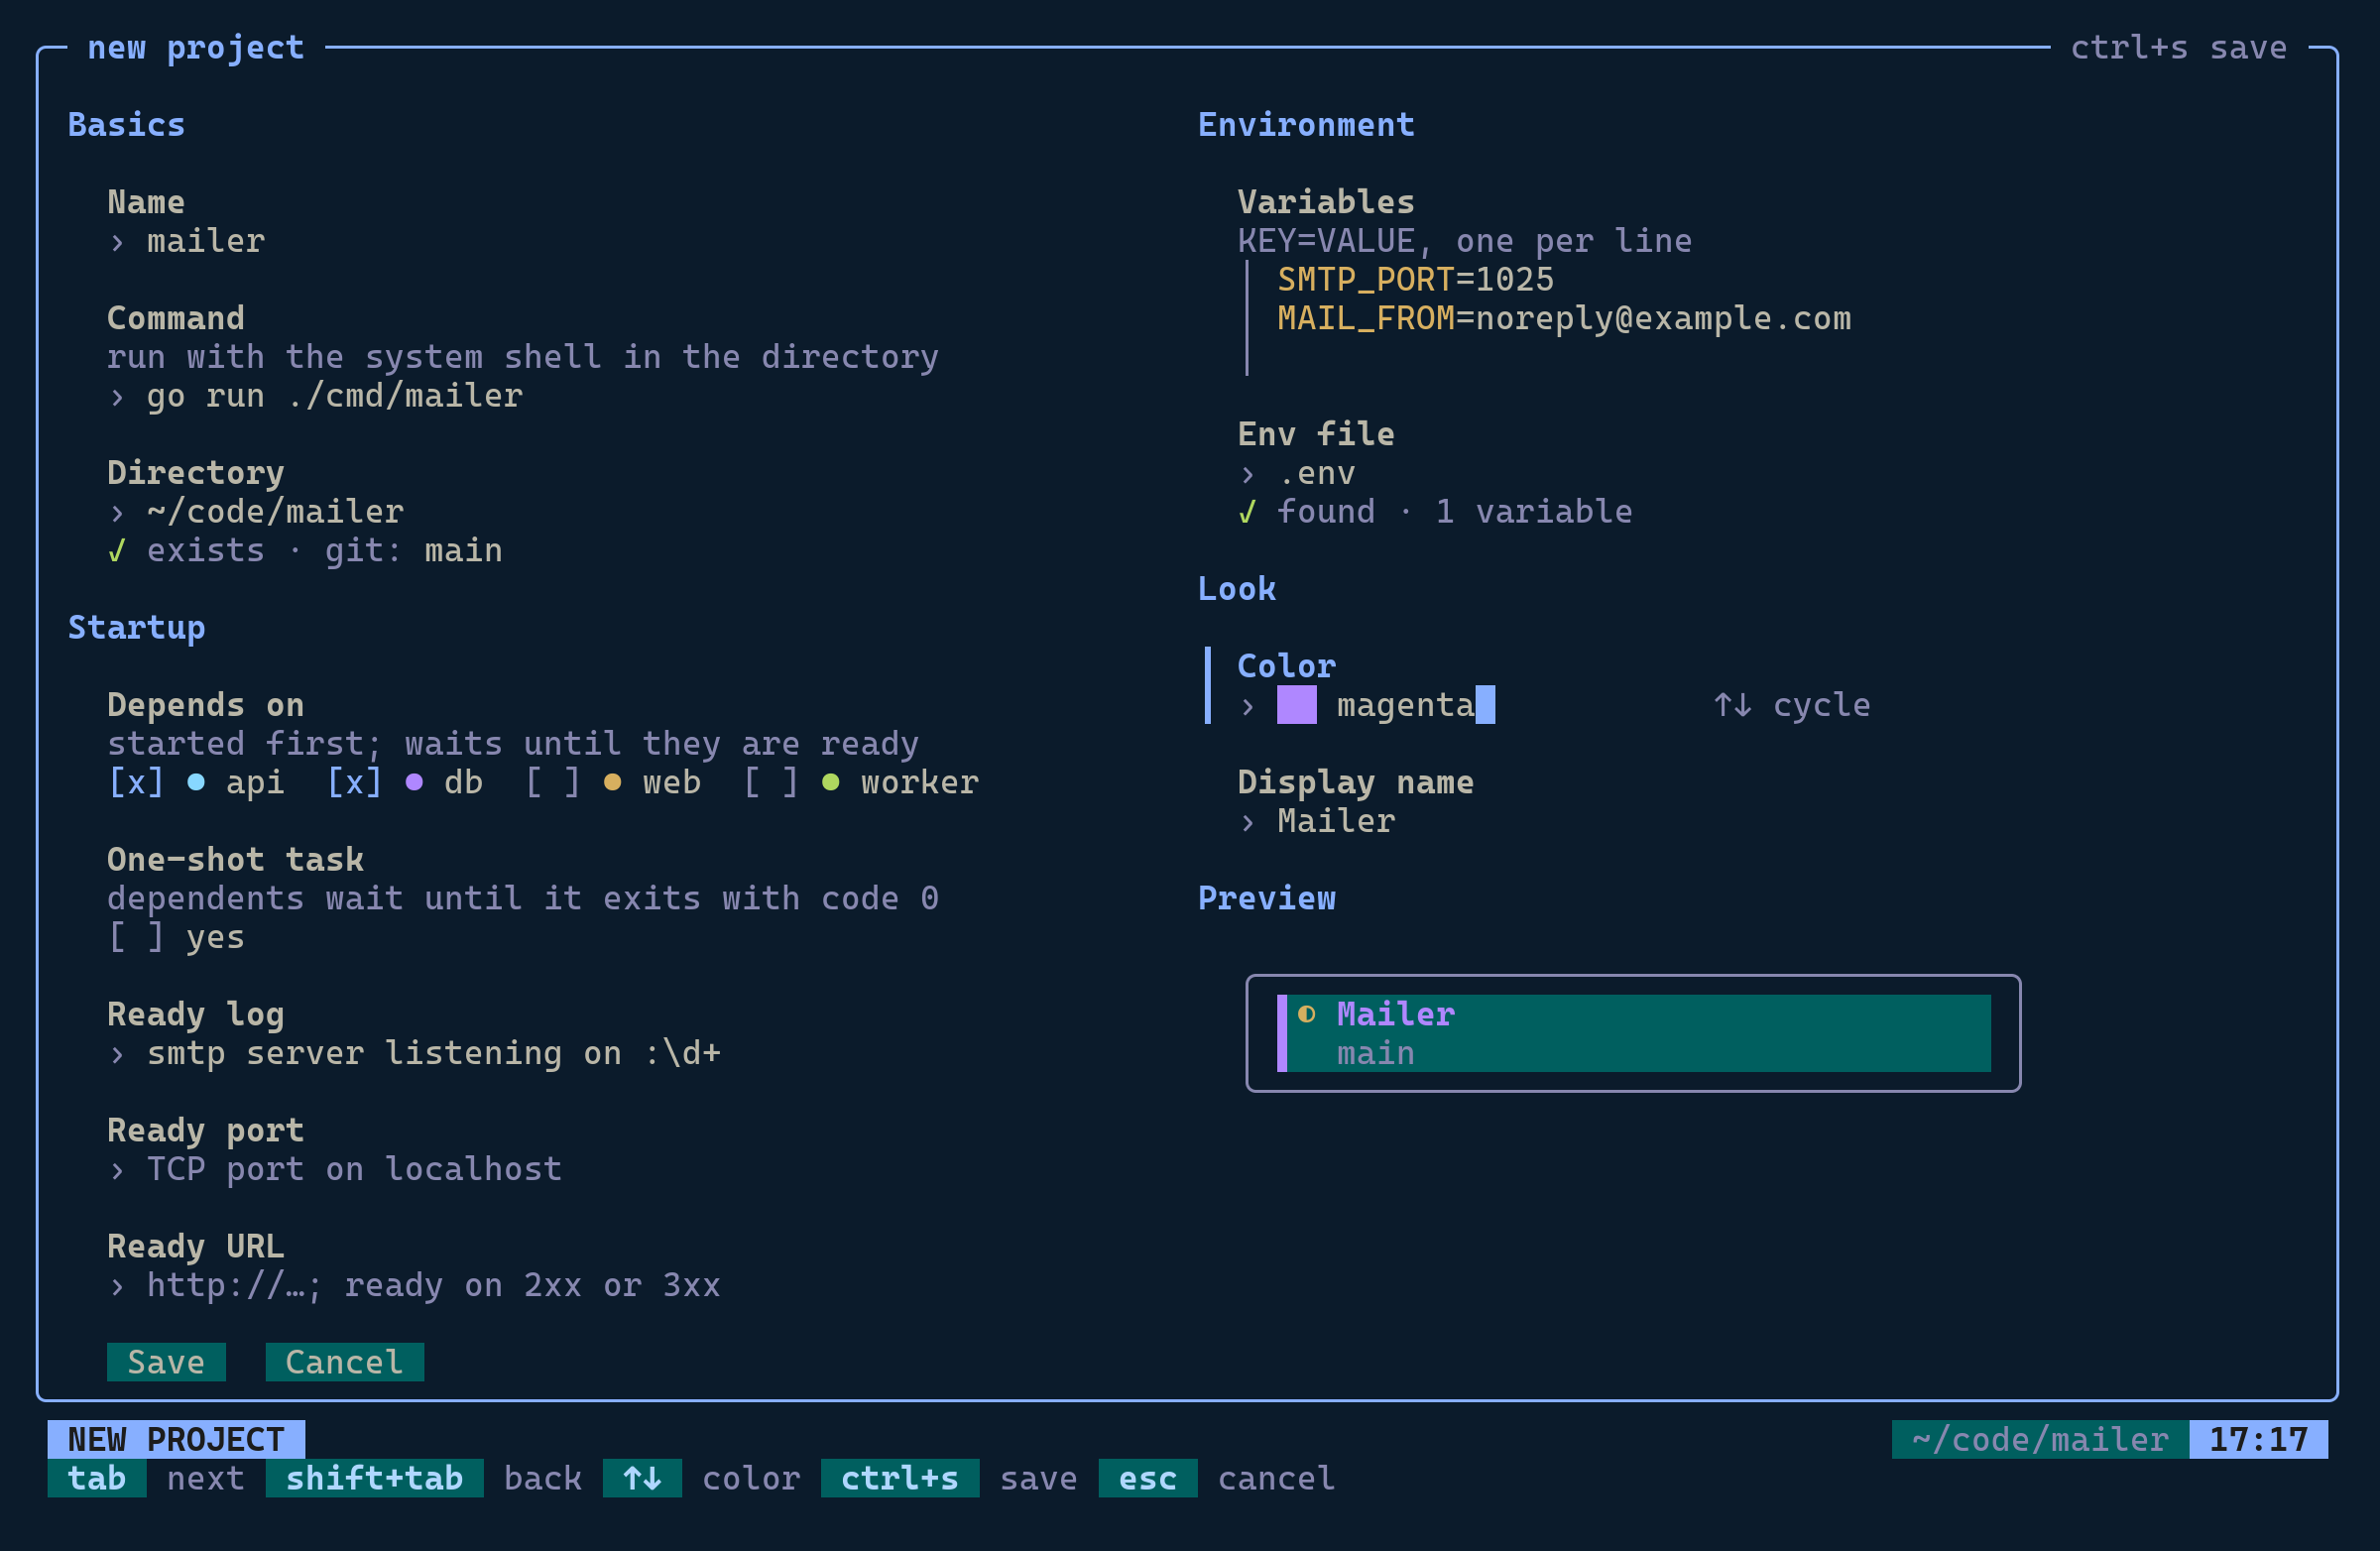 new project
ctrl+s save
Basics
Name
› mailer
Command
run with the system shell in the directory
› go run ./cmd/mailer
Directory
› ~/code/mailer
✓ exists · git: main
Startup
Depends on
started first; waits until they are ready
[x] ● api  [x] ● db  [ ] ● web  [ ] ● worker
One-shot task
dependents wait until it exits with code 0
[ ] yes
Ready log
› smtp server listening on :\d+
Ready port
› TCP port on localhost
Ready URL
› http://…; ready on 2xx or 3xx
Save  Cancel
Environment
Variables
KEY=VALUE, one per line
SMTP_PORT=1025
MAIL_FROM=noreply@example.com
Env file
› .env
✓ found · 1 variable
Look
Color
› magenta  ↑↓ cycle
Display name
› Mailer
Preview
◐ Mailer
main
NEW PROJECT
~/code/mailer  17:17
tab next  shift+tab back  ↑↓ color  ctrl+s save  esc cancel